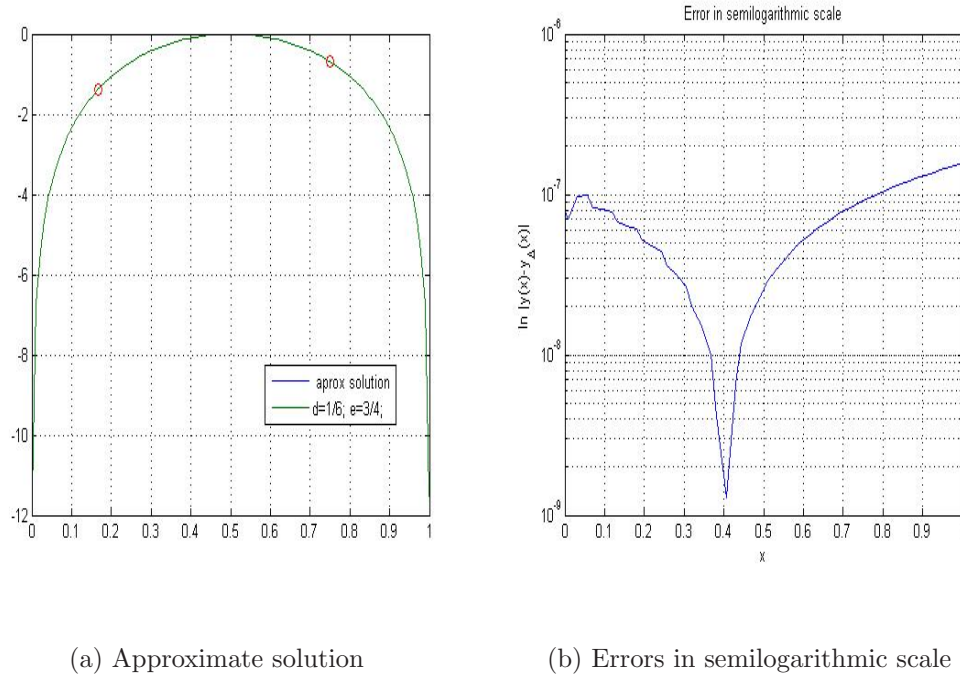 0
-2
-4
-6
-8
-10
-12
0 0.1 0.2 0.3 0.4 0.5 0.6 0.7 0.8 0.9 1
aprox solution
d=1/6; e=3/4;
(a) Approximate solution
Error in semilogarithmic scale
10^-6
10^-7
10^-8
10^-9
ln |y(x)-y_Δ(x)|
0 0.1 0.2 0.3 0.4 0.5 0.6 0.7 0.8 0.9
x
(b) Errors in semilogarithmic scale